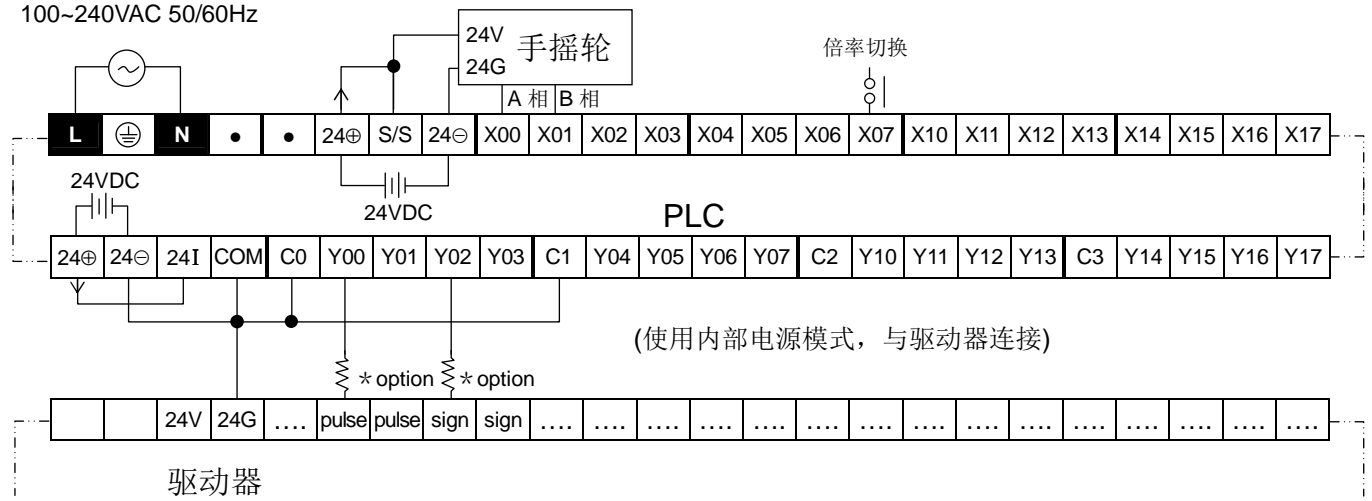 100~240VAC 50/60Hz
24V
手摇轮
24G
倍率切换
A 相 B 相
L N • • 24⊕ S/S 24⊖ X00 X01 X02 X03 X04 X05 X06 X07 X10 X11 X12 X13 X14 X15 X16 X17
24VDC
24VDC
PLC
24⊕ 24⊖ 24I COM C0 Y00 Y01 Y02 Y03 C1 Y04 Y05 Y06 Y07 C2 Y10 Y11 Y12 Y13 C3 Y14 Y15 Y16 Y17
(使用内部电源模式，与驱动器连接)
*option *option
24V 24G .... pulse pulse sign sign .... .... .... .... .... .... .... .... .... .... .... .... .... ....
驱动器